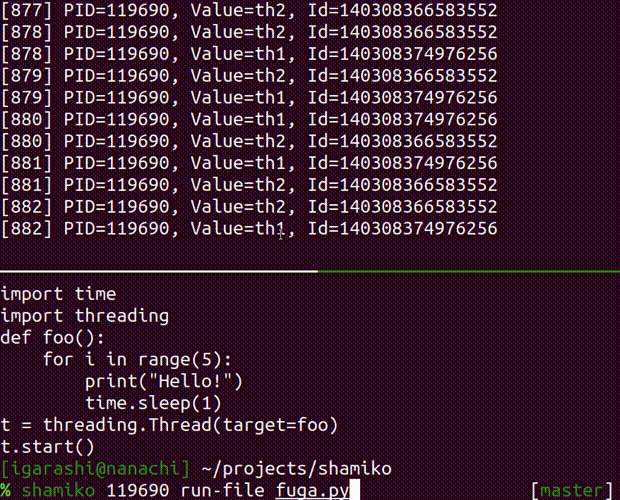 [877] PID=119690, Value=th2, Id=140308366583552
[878] PID=119690, Value=th2, Id=140308366583552
[878] PID=119690, Value=th1, Id=140308374976256
[879] PID=119690, Value=th2, Id=140308366583552
[879] PID=119690, Value=th1, Id=140308374976256
[880] PID=119690, Value=th1, Id=140308374976256
[880] PID=119690, Value=th2, Id=140308366583552
[881] PID=119690, Value=th1, Id=140308374976256
[881] PID=119690, Value=th2, Id=140308366583552
[882] PID=119690, Value=th2, Id=140308366583552
[882] PID=119690, Value=th1, Id=140308374976256
import time
import threading
def foo():
    for i in range(5):
        print("Hello!")
        time.sleep(1)
t = threading.Thread(target=foo)
t.start()
[igarashi@nanachi] ~/projects/shamiko
% shamiko 119690 run-file fuga.py [master]